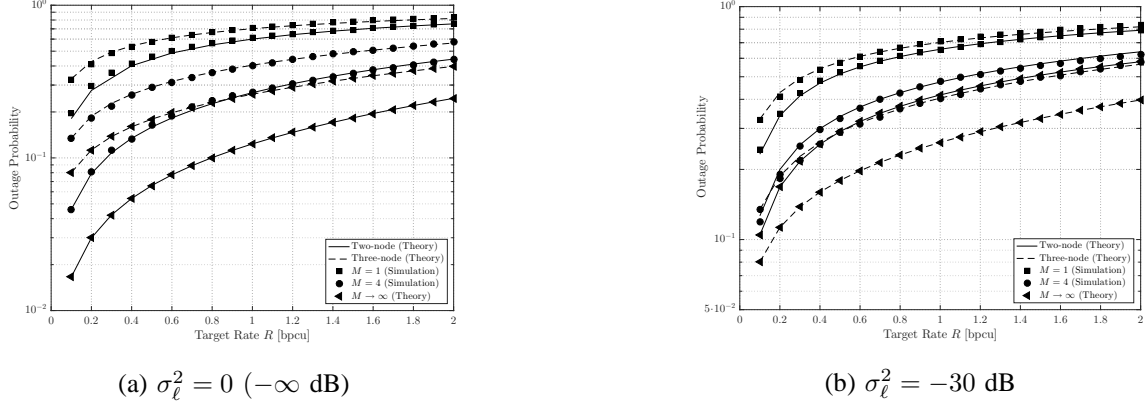 10^0
10^{-1}
10^{-2}
Outage Probability
0 0.2 0.4 0.6 0.8 1 1.2 1.4 1.6 1.8 2
Target Rate R [bpcu]
Two-node (Theory)
Three-node (Theory)
M = 1 (Simulation)
M = 4 (Simulation)
M → ∞ (Theory)
(a) σ_ℓ^2 = 0 (−∞ dB)
10^0
10^{-1}
5·10^{-2}
Outage Probability
0 0.2 0.4 0.6 0.8 1 1.2 1.4 1.6 1.8 2
Target Rate R [bpcu]
Two-node (Theory)
Three-node (Theory)
M = 1 (Simulation)
M = 4 (Simulation)
M → ∞ (Theory)
(b) σ_ℓ^2 = −30 dB